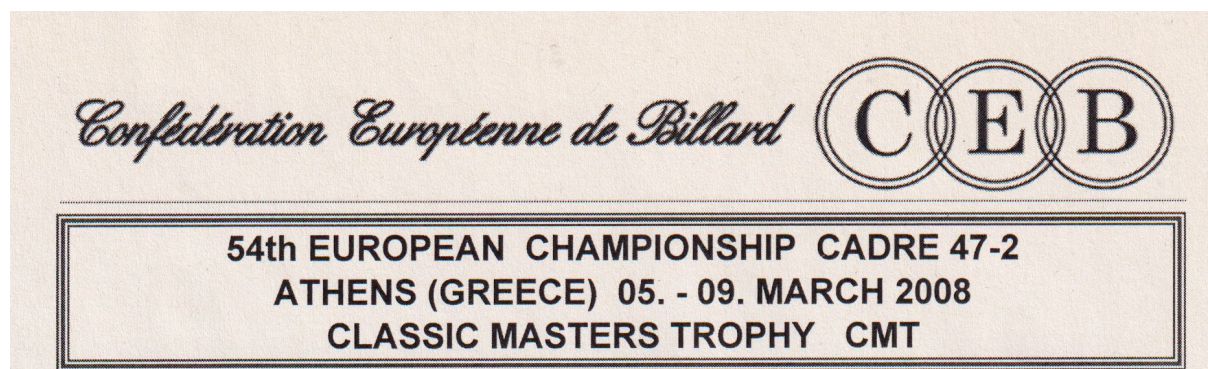 Confédération Européenne de Billard CEB
54th EUROPEAN CHAMPIONSHIP CADRE 47-2
ATHENS (GREECE) 05. - 09. MARCH 2008
CLASSIC MASTERS TROPHY CMT